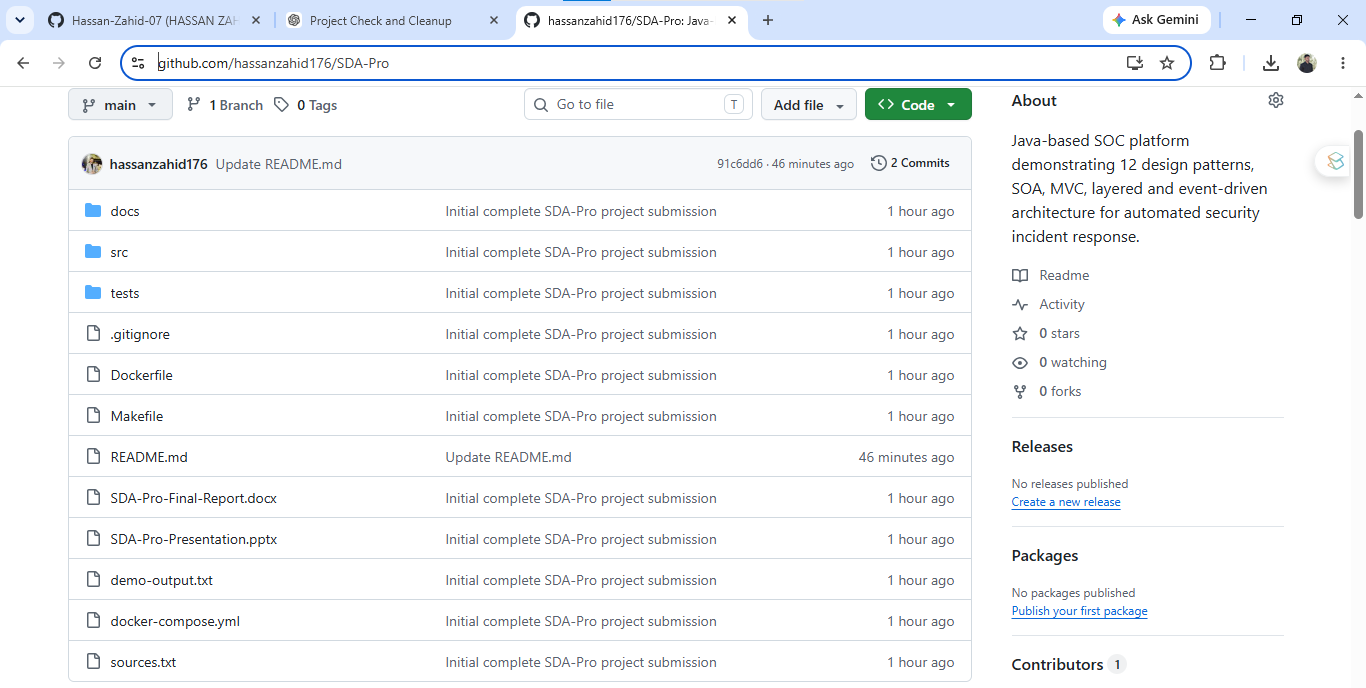 Hassan-Zahid-07 (HASSAN ZAH
Project Check and Cleanup
hassanzahid176/SDA-Pro: Java-
Ask Gemini
github.com/hassanzahid176/SDA-Pro
main
1 Branch
0 Tags
Go to file
T
Add file
Code
hassanzahid176 Update README.md
91c6dd6 · 46 minutes ago
2 Commits
docs Initial complete SDA-Pro project submission 1 hour ago
src Initial complete SDA-Pro project submission 1 hour ago
tests Initial complete SDA-Pro project submission 1 hour ago
.gitignore Initial complete SDA-Pro project submission 1 hour ago
Dockerfile Initial complete SDA-Pro project submission 1 hour ago
Makefile Initial complete SDA-Pro project submission 1 hour ago
README.md Update README.md 46 minutes ago
SDA-Pro-Final-Report.docx Initial complete SDA-Pro project submission 1 hour ago
SDA-Pro-Presentation.pptx Initial complete SDA-Pro project submission 1 hour ago
demo-output.txt Initial complete SDA-Pro project submission 1 hour ago
docker-compose.yml Initial complete SDA-Pro project submission 1 hour ago
sources.txt Initial complete SDA-Pro project submission 1 hour ago
About
Java-based SOC platform
demonstrating 12 design patterns,
SOA, MVC, layered and event-driven
architecture for automated security
incident response.
Readme
Activity
0 stars
0 watching
0 forks
Releases
No releases published
Create a new release
Packages
No packages published
Publish your first package
Contributors 1